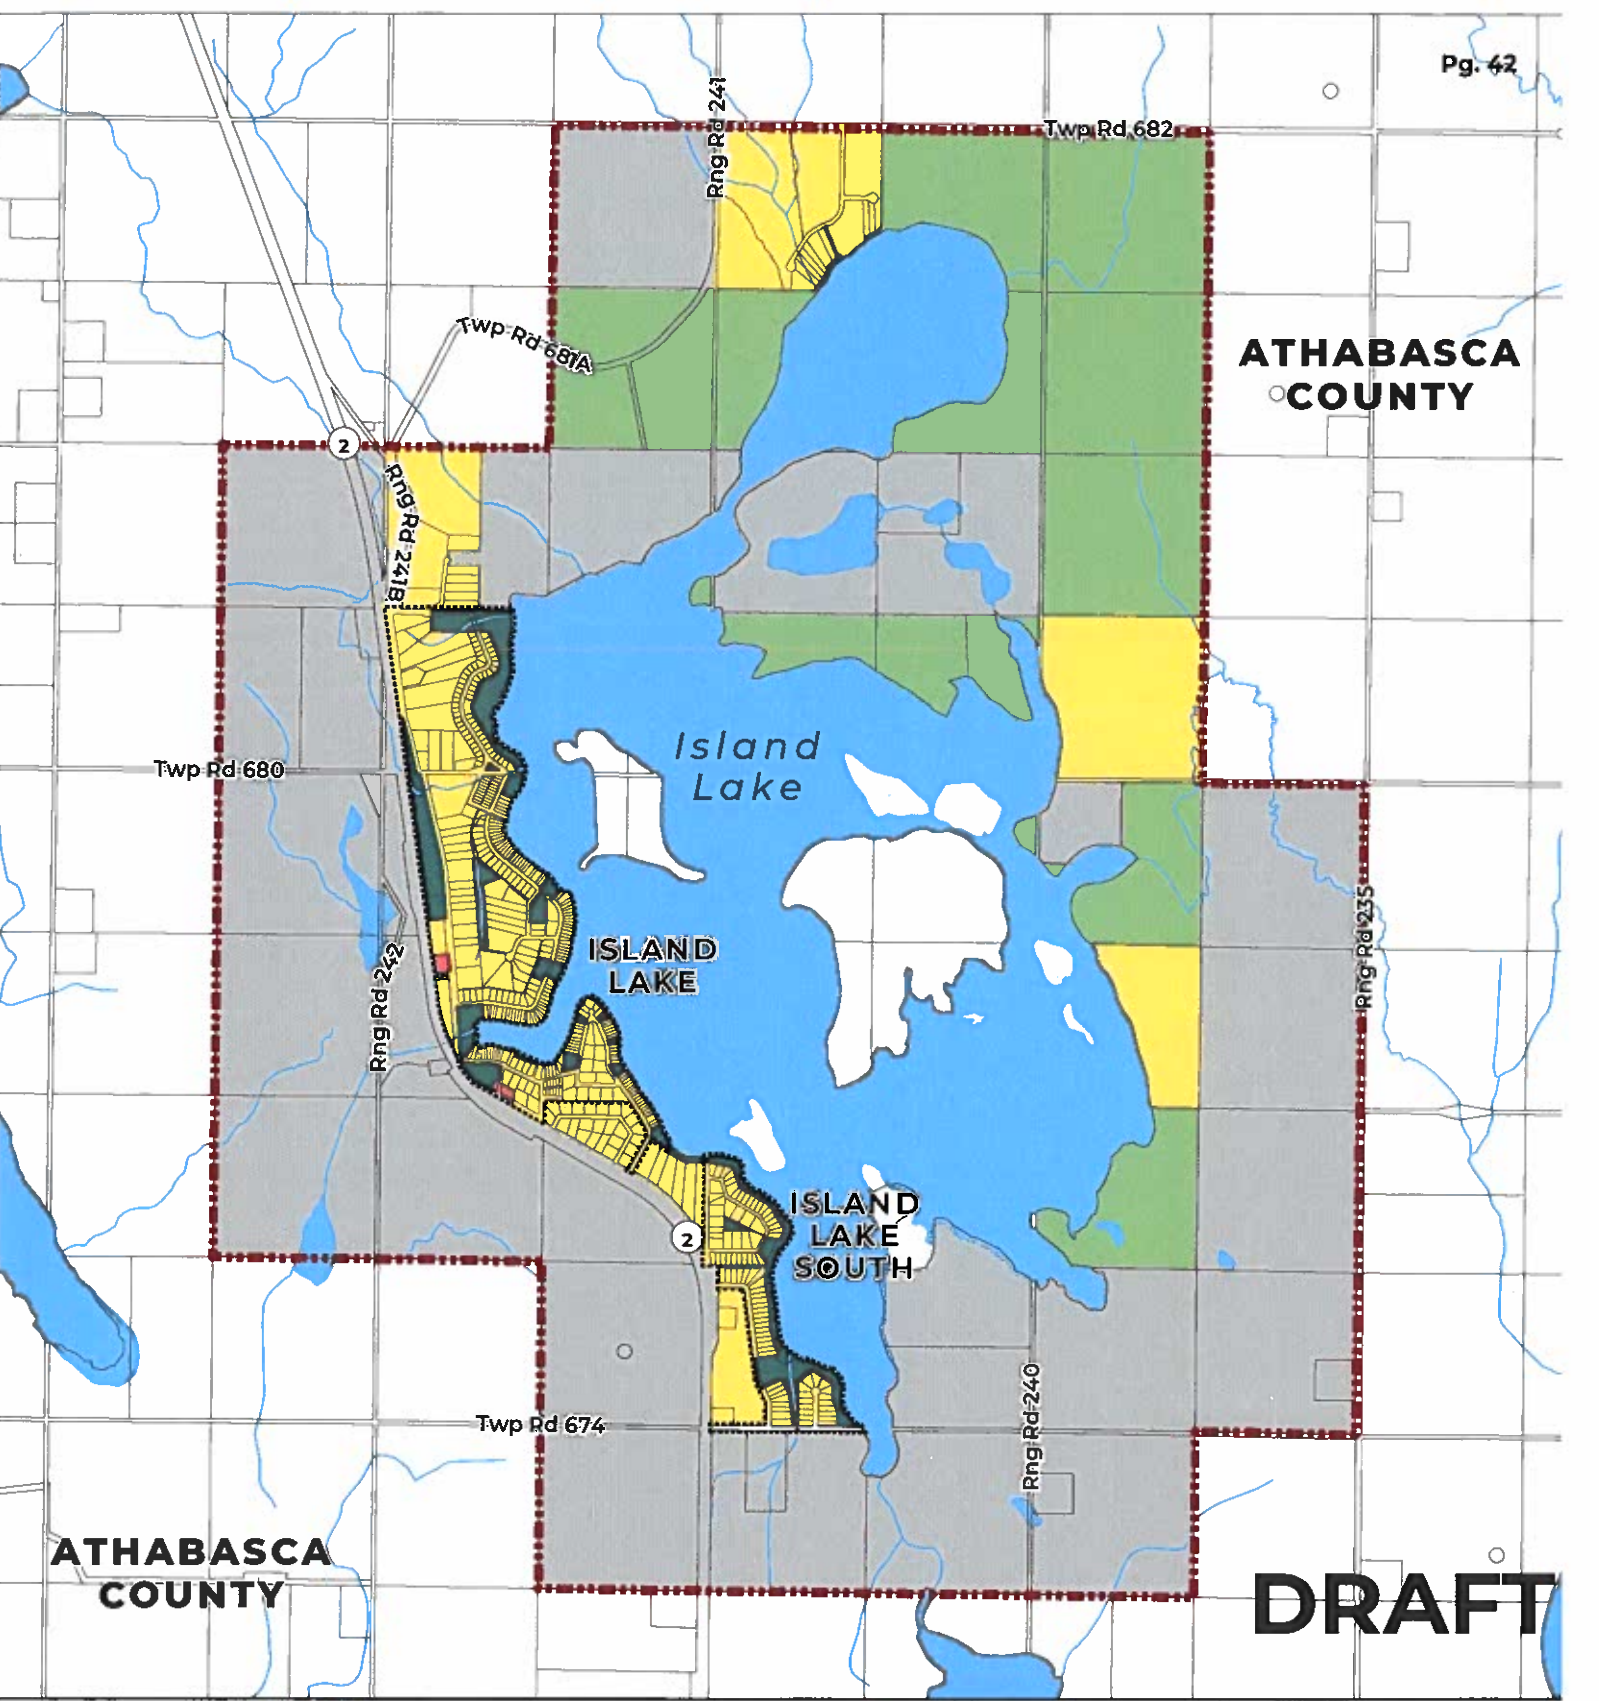 Pg. 42
Rng Rd 241
Twp Rd 682
Twp Rd 681A
ATHABASCA
COUNTY
2
Rng Rd 241B
Island
Lake
Twp Rd 680
Rng Rd 235
ISLAND
LAKE
Rng Rd 242
ISLAND
LAKE
SOUTH
2
Rng Rd 240
Twp Rd 674
ATHABASCA
COUNTY
DRAFT